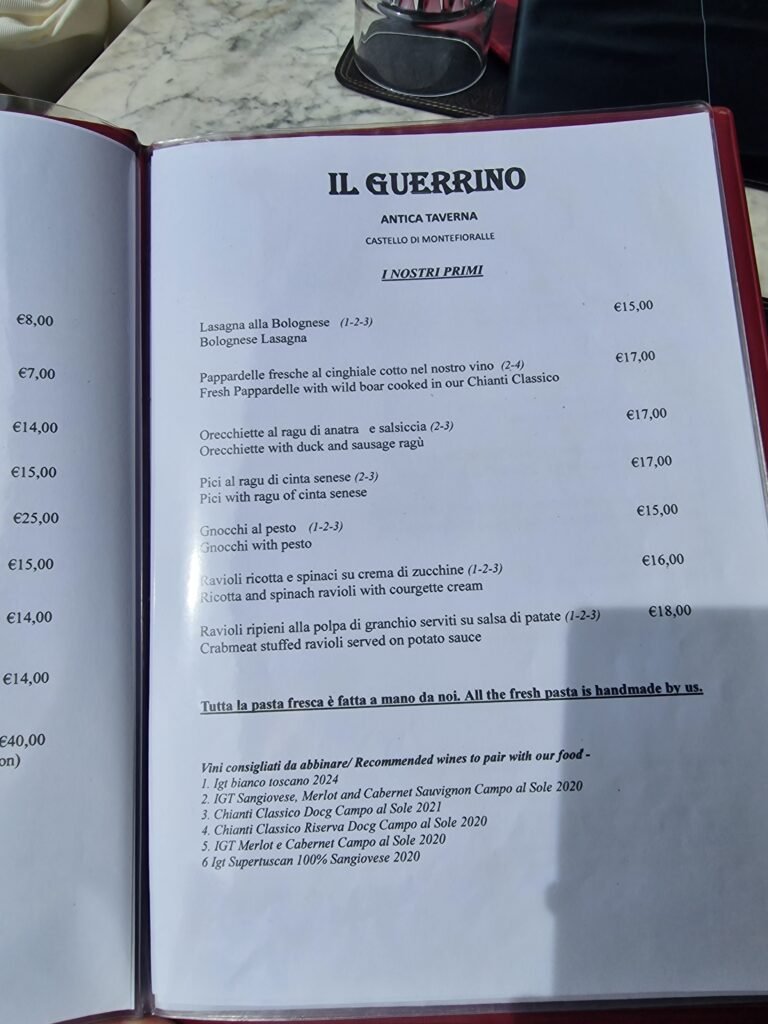 €8,00
€7,00
€14,00
€15,00
€25,00
€15,00
€14,00
€14,00
€40,00
on)
IL GUERRINO
ANTICA TAVERNA
CASTELLO DI MONTEFIORALLE
I NOSTRI PRIMI
Lasagna alla Bolognese (1-2-3) €15,00
Bolognese Lasagna
Pappardelle fresche al cinghiale cotto nel nostro vino (2-4) €17,00
Fresh Pappardelle with wild boar cooked in our Chianti Classico
Orecchiette al ragu di anatra e salsiccia (2-3) €17,00
Orecchiette with duck and sausage ragù
Pici al ragu di cinta senese (2-3) €17,00
Pici with ragu of cinta senese
Gnocchi al pesto (1-2-3) €15,00
Gnocchi with pesto
Ravioli ricotta e spinaci su crema di zucchine (1-2-3) €16,00
Ricotta and spinach ravioli with courgette cream
Ravioli ripieni alla polpa di granchio serviti su salsa di patate (1-2-3) €18,00
Crabmeat stuffed ravioli served on potato sauce
Tutta la pasta fresca è fatta a mano da noi. All the fresh pasta is handmade by us.
Vini consigliati da abbinare/ Recommended wines to pair with our food -
1. Igt bianco toscano 2024
2. IGT Sangiovese, Merlot and Cabernet Sauvignon Campo al Sole 2020
3. Chianti Classico Docg Campo al Sole 2021
4. Chianti Classico Riserva Docg Campo al Sole 2020
5. IGT Merlot e Cabernet Campo al Sole 2020
6 Igt Supertuscan 100% Sangiovese 2020